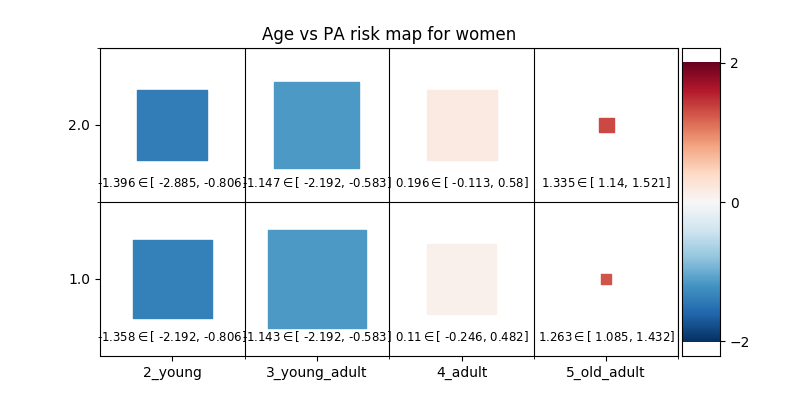 Age vs PA risk map for women
2
2.0
-1.396∈[ -2.885, -0.806] -1.147∈[ -2.192, -0.583] 0.196∈[ -0.113, 0.58] 1.335∈[ 1.14, 1.521]
0
1.0
-1.358∈[ -2.192, -0.806] -1.143∈[ -2.192, -0.583] 0.11∈[ -0.246, 0.482] 1.263∈[ 1.085, 1.432]
−2
2_young 3_young_adult 4_adult 5_old_adult